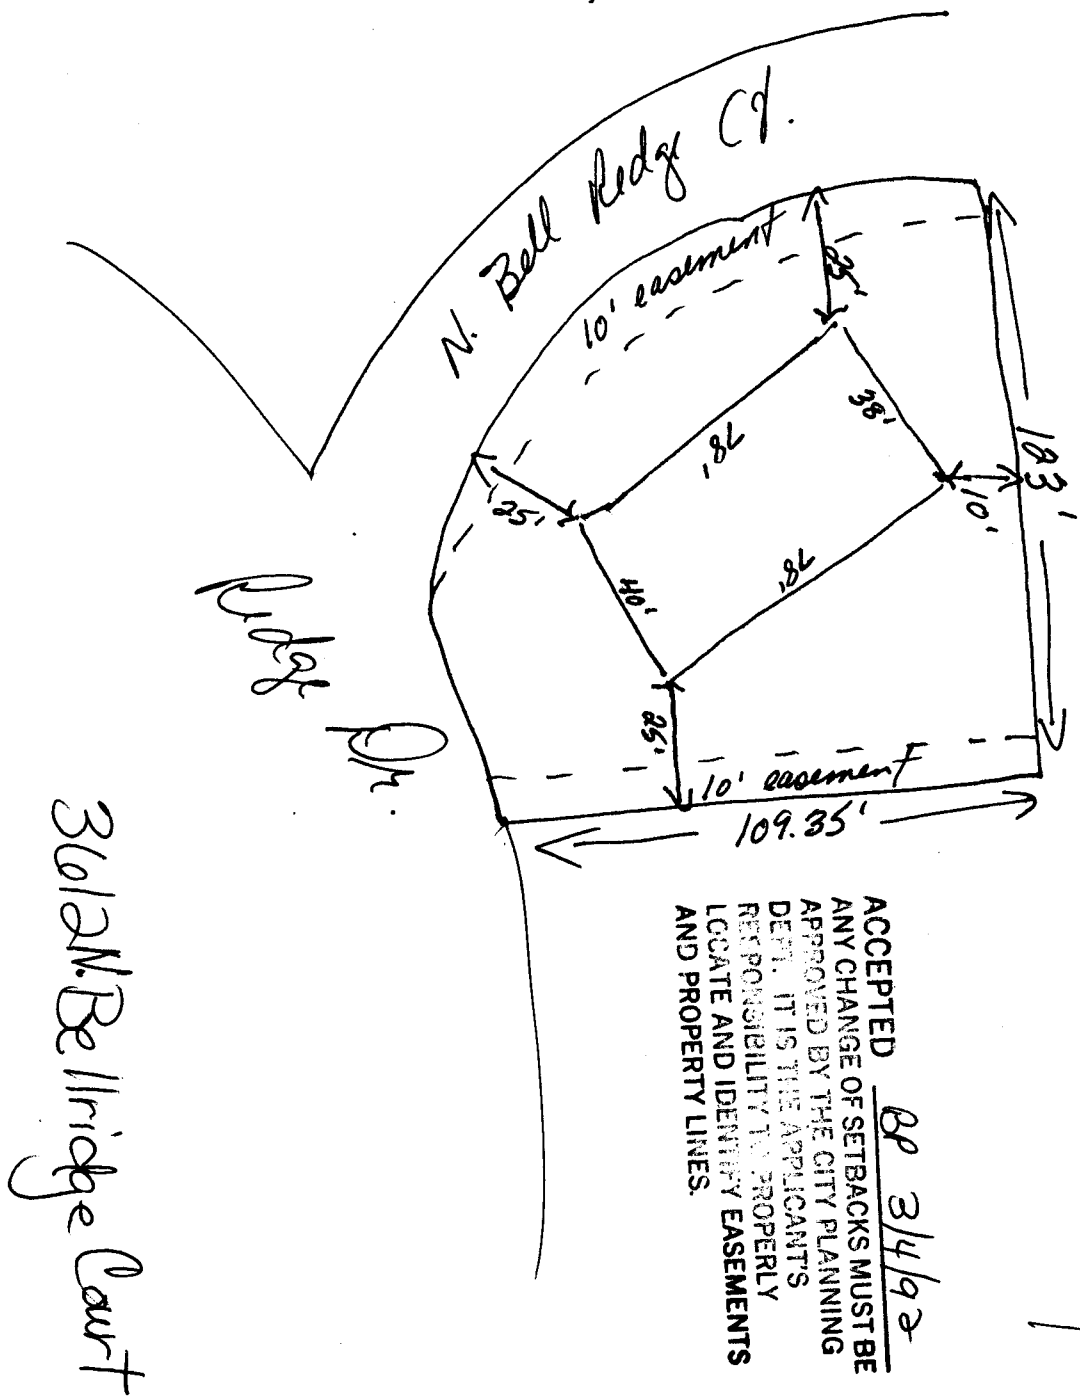 N. Bell Redge Ct.
10' easement
25'
38'
78'
183'
10'
25'
78'
40'
25'
10' easement
109.35'
Redge Dr.
ACCEPTED BP 3/4/92
ANY CHANGE OF SETBACKS MUST BE
APPROVED BY THE CITY PLANNING
DEPT. IT IS THE APPLICANT'S
RESPONSIBILITY TO PROPERLY
LOCATE AND IDENTIFY EASEMENTS
AND PROPERTY LINES.
3612 N. Bellridge Court